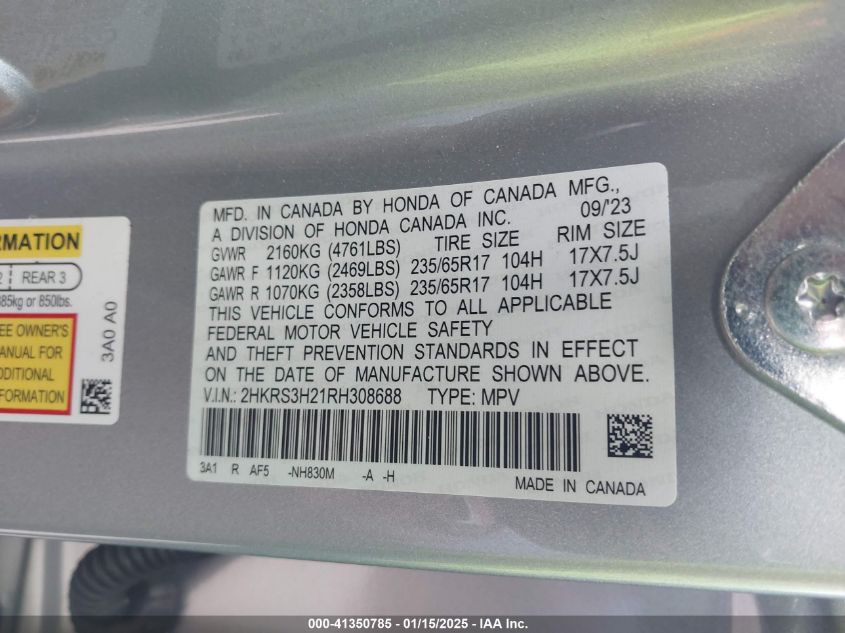 MFD. IN CANADA BY HONDA OF CANADA MFG.,
A DIVISION OF HONDA CANADA INC. 09/'23
GVWR 2160KG (4761LBS) TIRE SIZE RIM SIZE
GAWR F 1120KG (2469LBS) 235/65R17 104H 17X7.5J
GAWR R 1070KG (2358LBS) 235/65R17 104H 17X7.5J
THIS VEHICLE CONFORMS TO ALL APPLICABLE
FEDERAL MOTOR VEHICLE SAFETY
AND THEFT PREVENTION STANDARDS IN EFFECT
ON THE DATE OF MANUFACTURE SHOWN ABOVE.
V.I.N.: 2HKRS3H21RH308688 TYPE: MPV
3A1 R AF5 -NH830M -A -H
MADE IN CANADA
RMATION
2 REAR 3
385kg or 850lbs.
EE OWNER'S
ANUAL FOR
DDITIONAL
FORMATION
3A0 A0
000-41350785 - 01/15/2025 - IAA Inc.